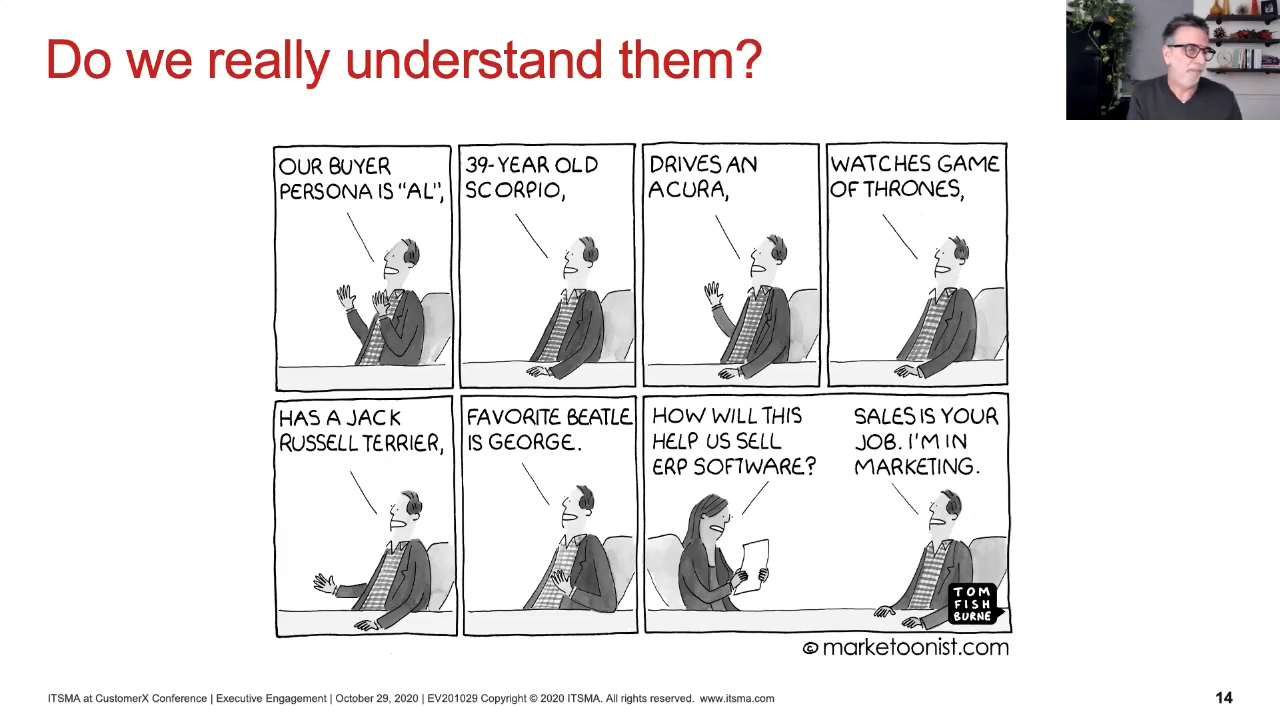 Do we really understand them?
OUR BUYER
PERSONA IS "AL",
39-YEAR OLD
SCORPIO,
DRIVES AN
ACURA,
WATCHES GAME
OF THRONES,
HAS A JACK
RUSSELL TERRIER,
FAVORITE BEATLE
IS GEORGE.
HOW WILL THIS
HELP US SELL
ERP SOFTWARE?
SALES IS YOUR
JOB. I'M IN
MARKETING.
TOM
FISH
BURNE
© marketoonist.com
ITSMA at CustomerX Conference | Executive Engagement | October 29, 2020 | EV201029 Copyright © 2020 ITSMA. All rights reserved. www.itsma.com
14